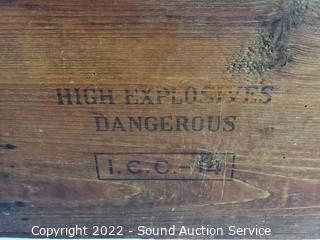 HIGH EXPLOSIVES
DANGEROUS
I.C.C.-14
Copyright 2022 - Sound Auction Service